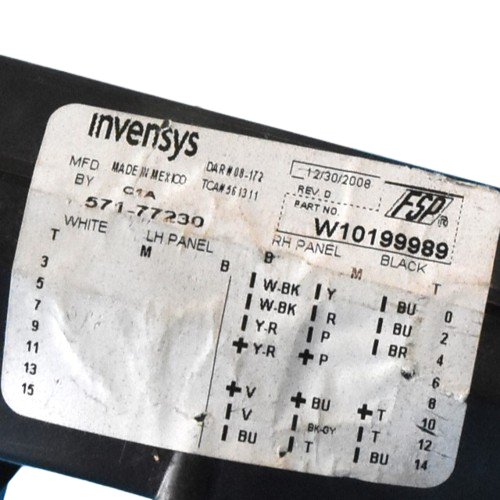 invensys
MFD BY MADE IN MEXICO DAR#08-172
C1A TCA#561311
571-77230
12/30/2008
REV. D
FSP®
PART NO.
W10199989
WHITE LH PANEL RH PANEL BLACK
T M B B M T
3 W-BK Y BU 0
5 W-BK R BU 2
7 Y-R P BR 4
9 Y-R P 6
11 V BU T 8
13 V BK-GY T 10
15 BU T BU 12
14